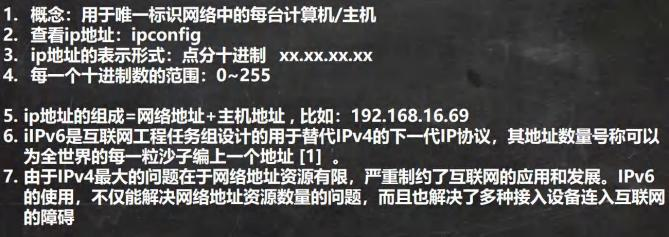 1. 概念：用于唯一标识网络中的每台计算机/主机
2. 查看ip地址：ipconfig
3. ip地址的表示形式：点分十进制 xx.xx.xx.xx
4. 每一个十进制数的范围：0~255
5. ip地址的组成=网络地址+主机地址，比如：192.168.16.69
6. iIPv6是互联网工程任务组设计的用于替代IPv4的下一代IP协议，其地址数量号称可以
为全世界的每一粒沙子编上一个地址 [1] 。
7. 由于IPv4最大的问题在于网络地址资源有限，严重制约了互联网的应用和发展。IPv6
的使用，不仅能解决网络地址资源数量的问题，而且也解决了多种接入设备连入互联网
的障碍